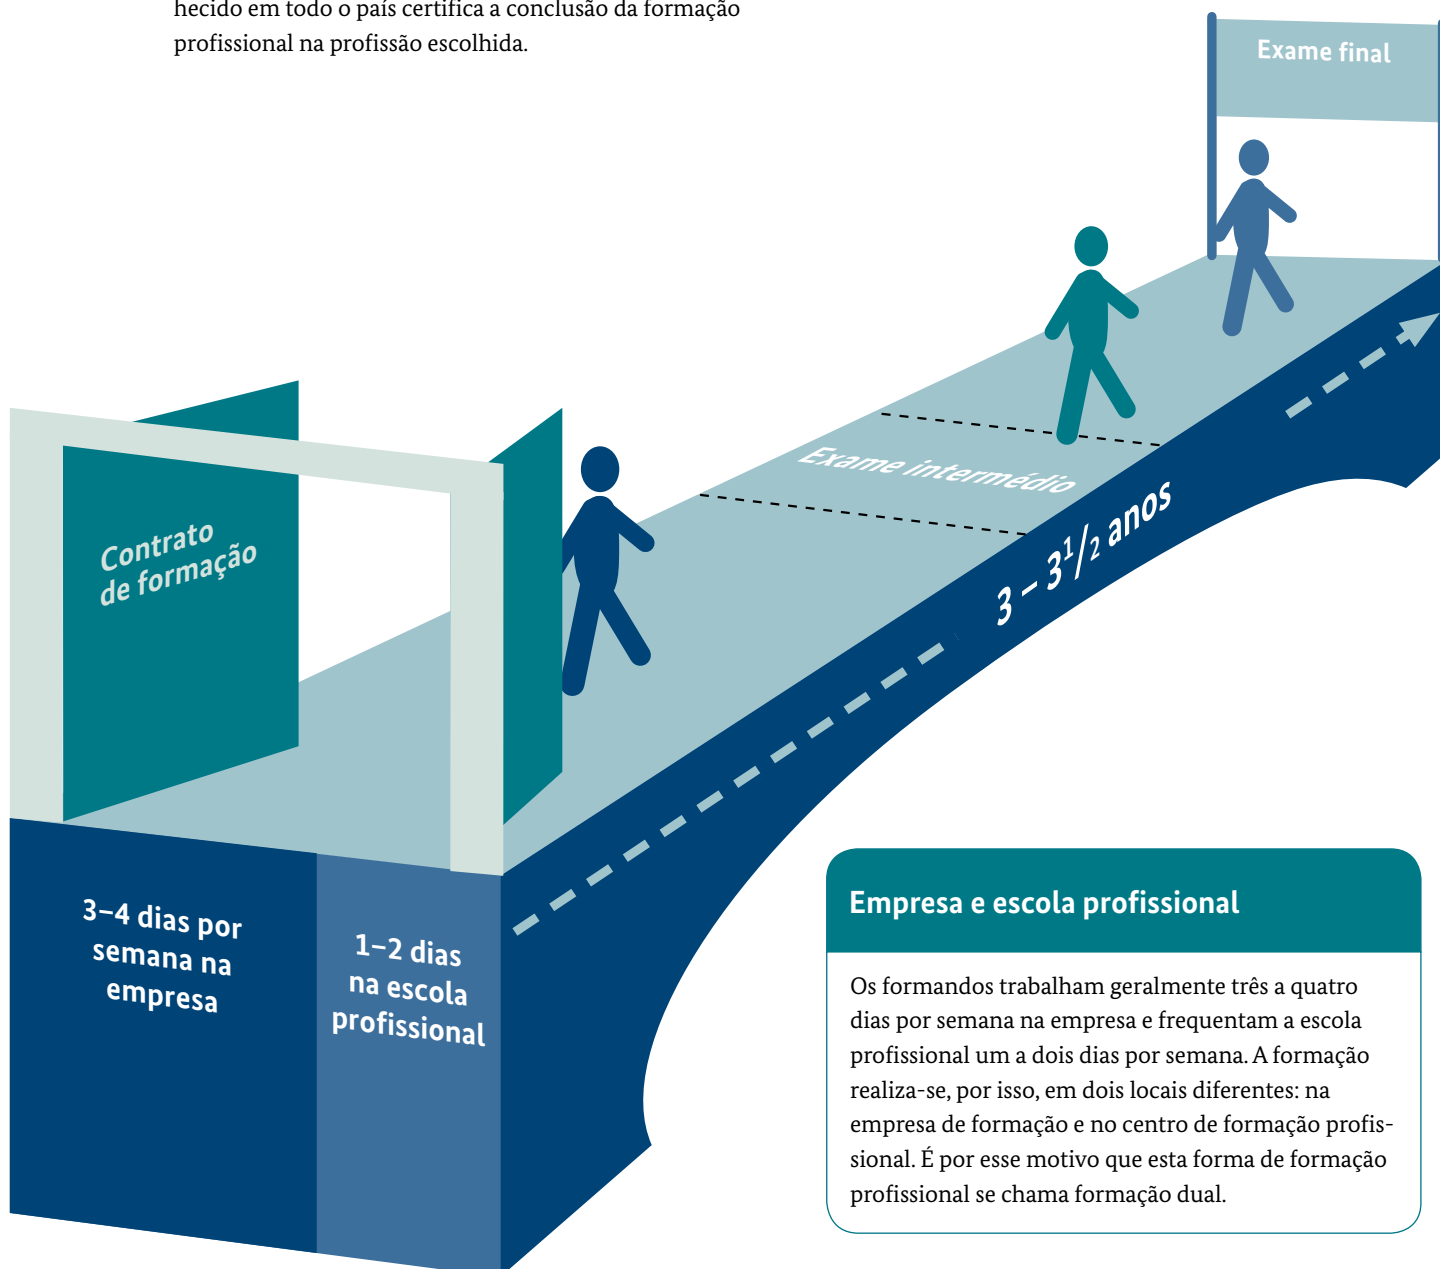 hecido em todo o país certifica a conclusão da formação
profissional na profissão escolhida.
Exame final
Exame intermédio
3 – 3 1/2 anos
Contrato
de formação
3–4 dias por
semana na
empresa
1–2 dias
na escola
profissional
Empresa e escola profissional
Os formandos trabalham geralmente três a quatro
dias por semana na empresa e frequentam a escola
profissional um a dois dias por semana. A formação
realiza-se, por isso, em dois locais diferentes: na
empresa de formação e no centro de formação profis-
sional. É por esse motivo que esta forma de formação
profissional se chama formação dual.